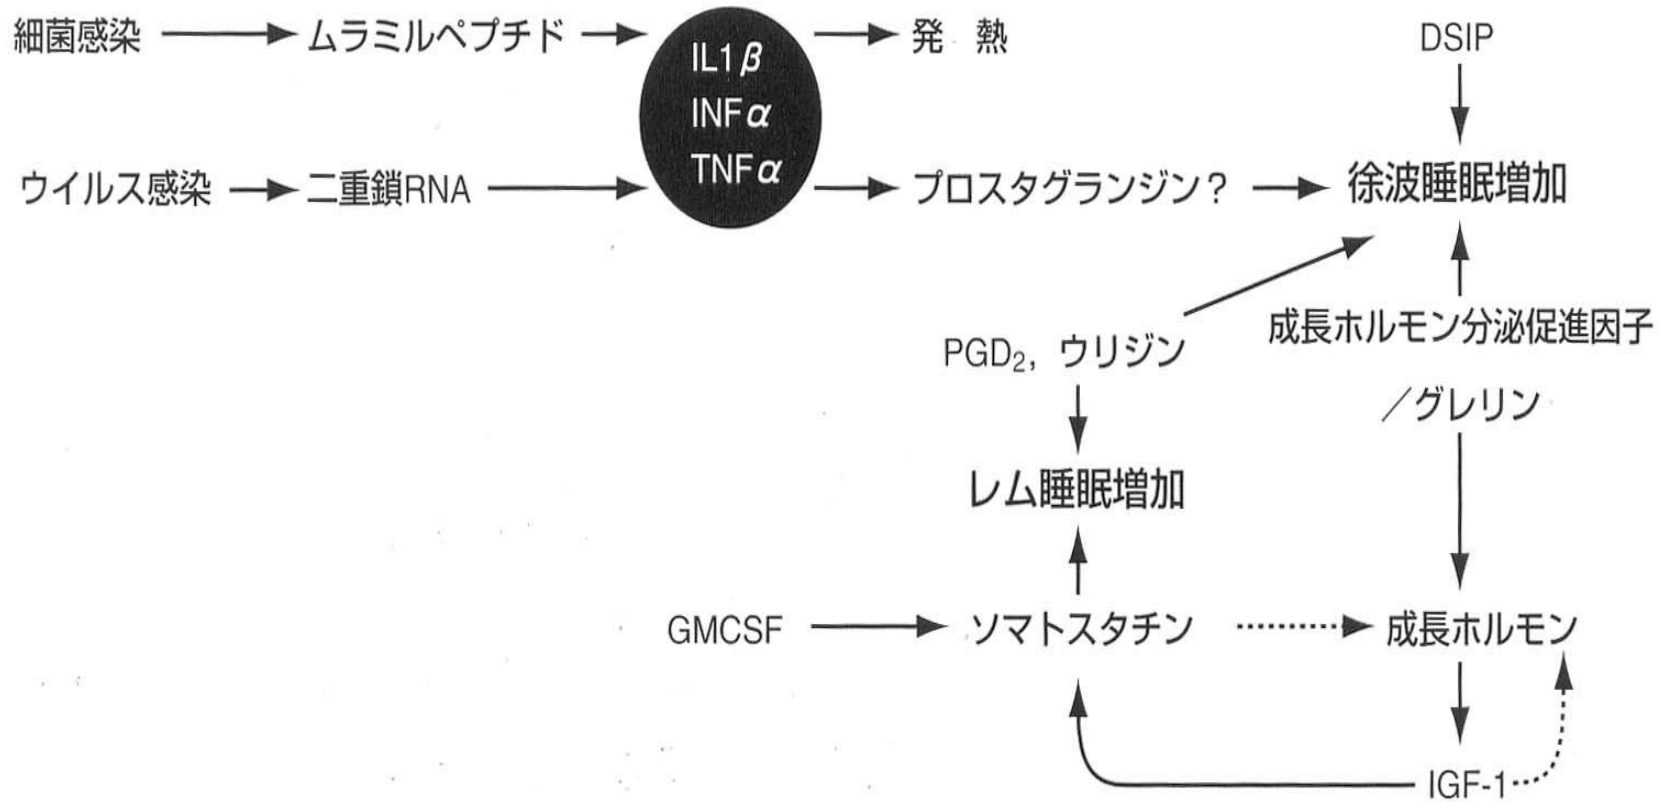 細菌感染 ムラミルペプチド 発 熱
DSIP
IL1β
INFα
TNFα
ウイルス感染 二重鎖RNA プロスタグランジン？ 徐波睡眠増加
成長ホルモン分泌促進因子
PGD₂，ウリジン
／グレリン
レム睡眠増加
GMCSF ソマトスタチン 成長ホルモン
IGF-1